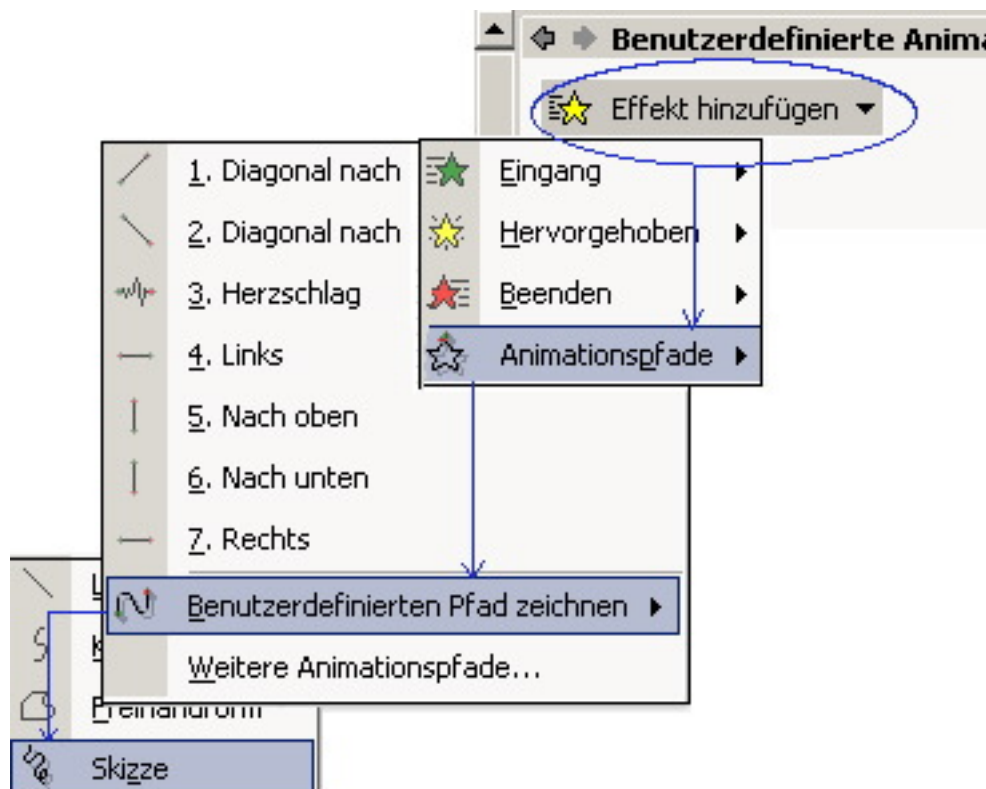 Benutzerdefinierte
Effekt hinzufügen
Eingang
Hervorgehoben
Beenden
Animationspfade
1. Diagonal nach
2. Diagonal nach
3. Herzschlag
4. Links
5. Nach oben
6. Nach unten
7. Rechts
Benutzerdefinierten Pfad zeichnen
Weitere Animationspfade...
Freihandform
Skizze